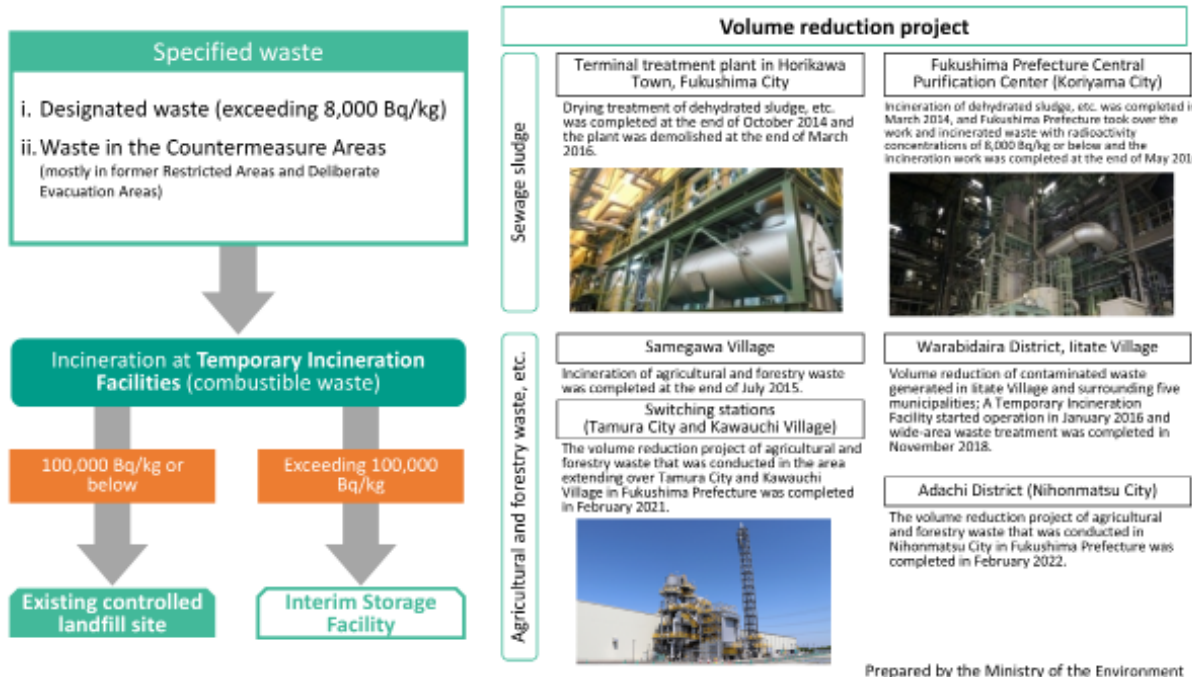 Specified waste
i. Designated waste (exceeding 8,000 Bq/kg)
ii. Waste in the Countermeasure Areas
(mostly in former Restricted Areas and Deliberate
Evacuation Areas)
Incineration at Temporary Incineration
Facilities (combustible waste)
100,000 Bq/kg or
below
Exceeding 100,000
Bq/kg
Existing controlled
landfill site
Interim Storage
Facility
Volume reduction project
Sewage sludge
Terminal treatment plant in Horikawa
Town, Fukushima City
Drying treatment of dehydrated sludge, etc.
was completed at the end of October 2014 and
the plant was demolished at the end of March
2016.
Fukushima Prefecture Central
Purification Center (Koriyama City)
Incineration of dehydrated sludge, etc. was completed i
March 2014, and Fukushima Prefecture took over the
work and incinerated waste with radioactivity
concentrations of 8,000 Bq/kg or below and the
incineration work was completed at the end of May 201
Agricultural and forestry waste, etc.
Samegawa Village
Incineration of agricultural and forestry waste
was completed at the end of July 2015.
Switching stations
(Tamura City and Kawauchi Village)
The volume reduction project of agricultural and
forestry waste that was conducted in the area
extending over Tamura City and Kawauchi
Village in Fukushima Prefecture was completed
in February 2021.
Warabidaira District, Iitate Village
Volume reduction of contaminated waste
generated in Iitate Village and surrounding five
municipalities; A Temporary Incineration
Facility started operation in January 2016 and
wide-area waste treatment was completed in
November 2018.
Adachi District (Nihonmatsu City)
The volume reduction project of agricultural
and forestry waste that was conducted in
Nihonmatsu City in Fukushima Prefecture was
completed in February 2022.
Prepared by the Ministry of the Environment